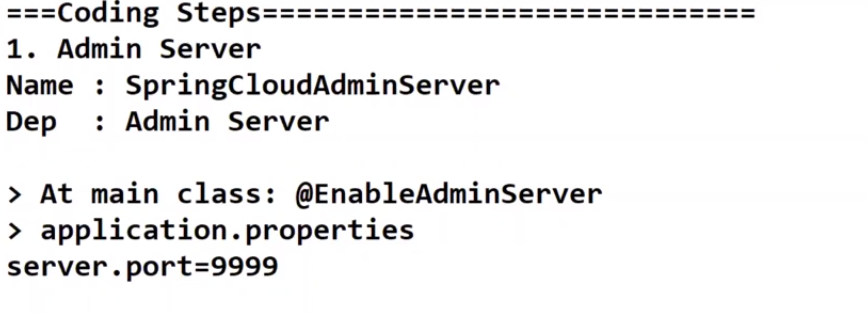 ===Coding Steps=============================
1. Admin Server
Name : SpringCloudAdminServer
Dep  : Admin Server
> At main class: @EnableAdminServer
> application.properties
server.port=9999